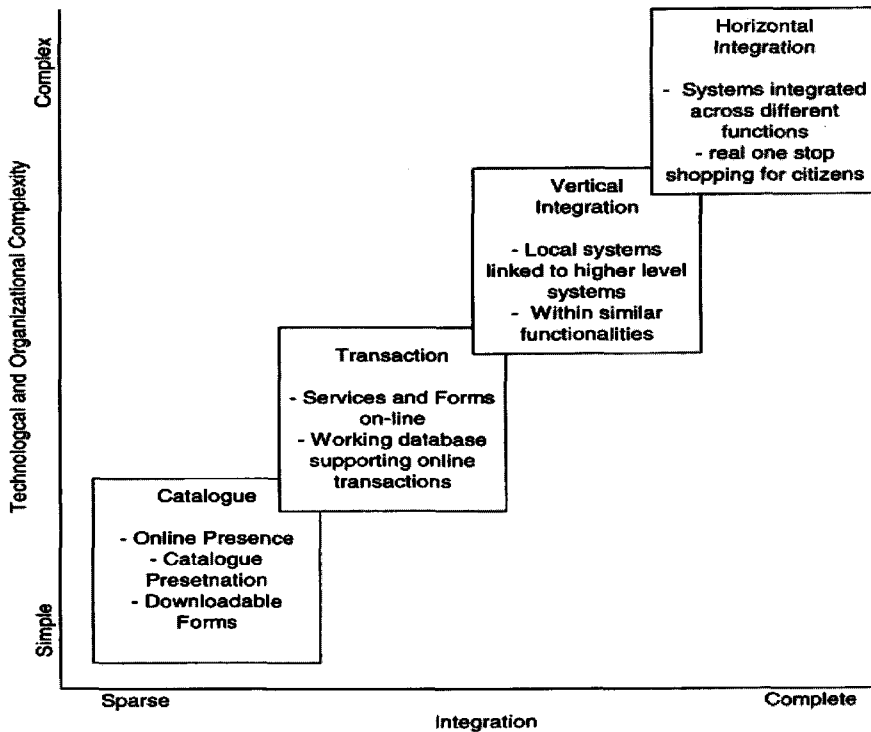 Complex
Technologcal and Organizational Complexity
Simple
Horizontal
Integration
- Systems integrated
across different
functions
- real one stop
shopping for citizens
Vertical
Integration
- Local systems
linked to higher level
systems
- Within similar
functionalities
Transaction
- Services and Forms
on-line
- Working database
supporting online
transactions
Catalogue
- Online Presence
- Catalogue
Presetnation
- Downloadable
Forms
Sparse
Complete
Integration